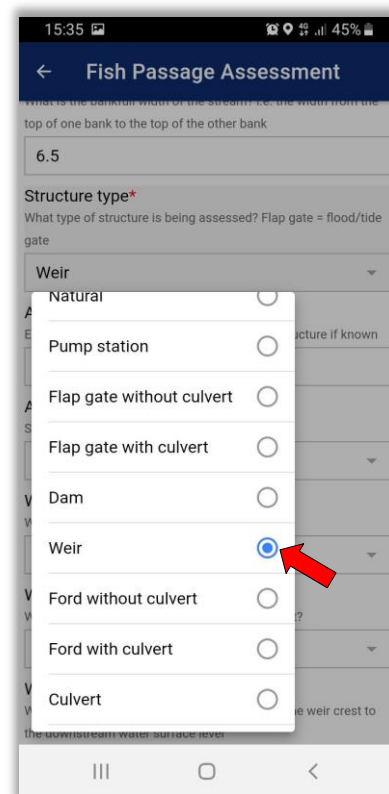 15:35 45%
Fish Passage Assessment
What is the bankfull width of the stream? i.e. the width from the
top of one bank to the top of the other bank
6.5
Structure type*
What type of structure is being assessed? Flap gate = flood/tide
gate
Weir
Natural
ucture if known
Pump station
Flap gate without culvert
Flap gate with culvert
Dam
Weir
Ford without culvert
Ford with culvert
Culvert
e weir crest to
the downstream water surface level